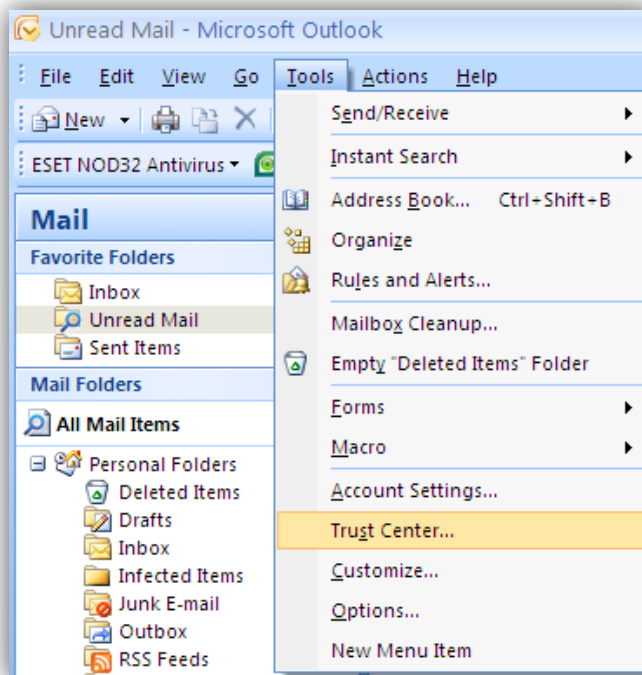 Unread Mail - Microsoft Outlook
File Edit View Go Tools Actions Help
New
ESET NOD32 Antivirus
Mail
Favorite Folders
Inbox
Unread Mail
Sent Items
Mail Folders
All Mail Items
Personal Folders
Deleted Items
Drafts
Inbox
Infected Items
Junk E-mail
Outbox
RSS Feeds
Send/Receive
Instant Search
Address Book... Ctrl+Shift+B
Organize
Rules and Alerts...
Mailbox Cleanup...
Empty "Deleted Items" Folder
Forms
Macro
Account Settings...
Trust Center...
Customize...
Options...
New Menu Item